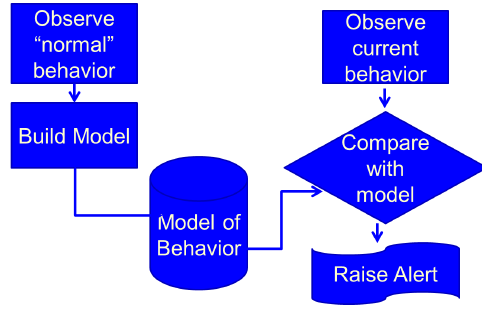 Observe
“normal”
behavior
Build Model
Model of
Behavior
Observe
current
behavior
Compare
with
model
Raise Alert